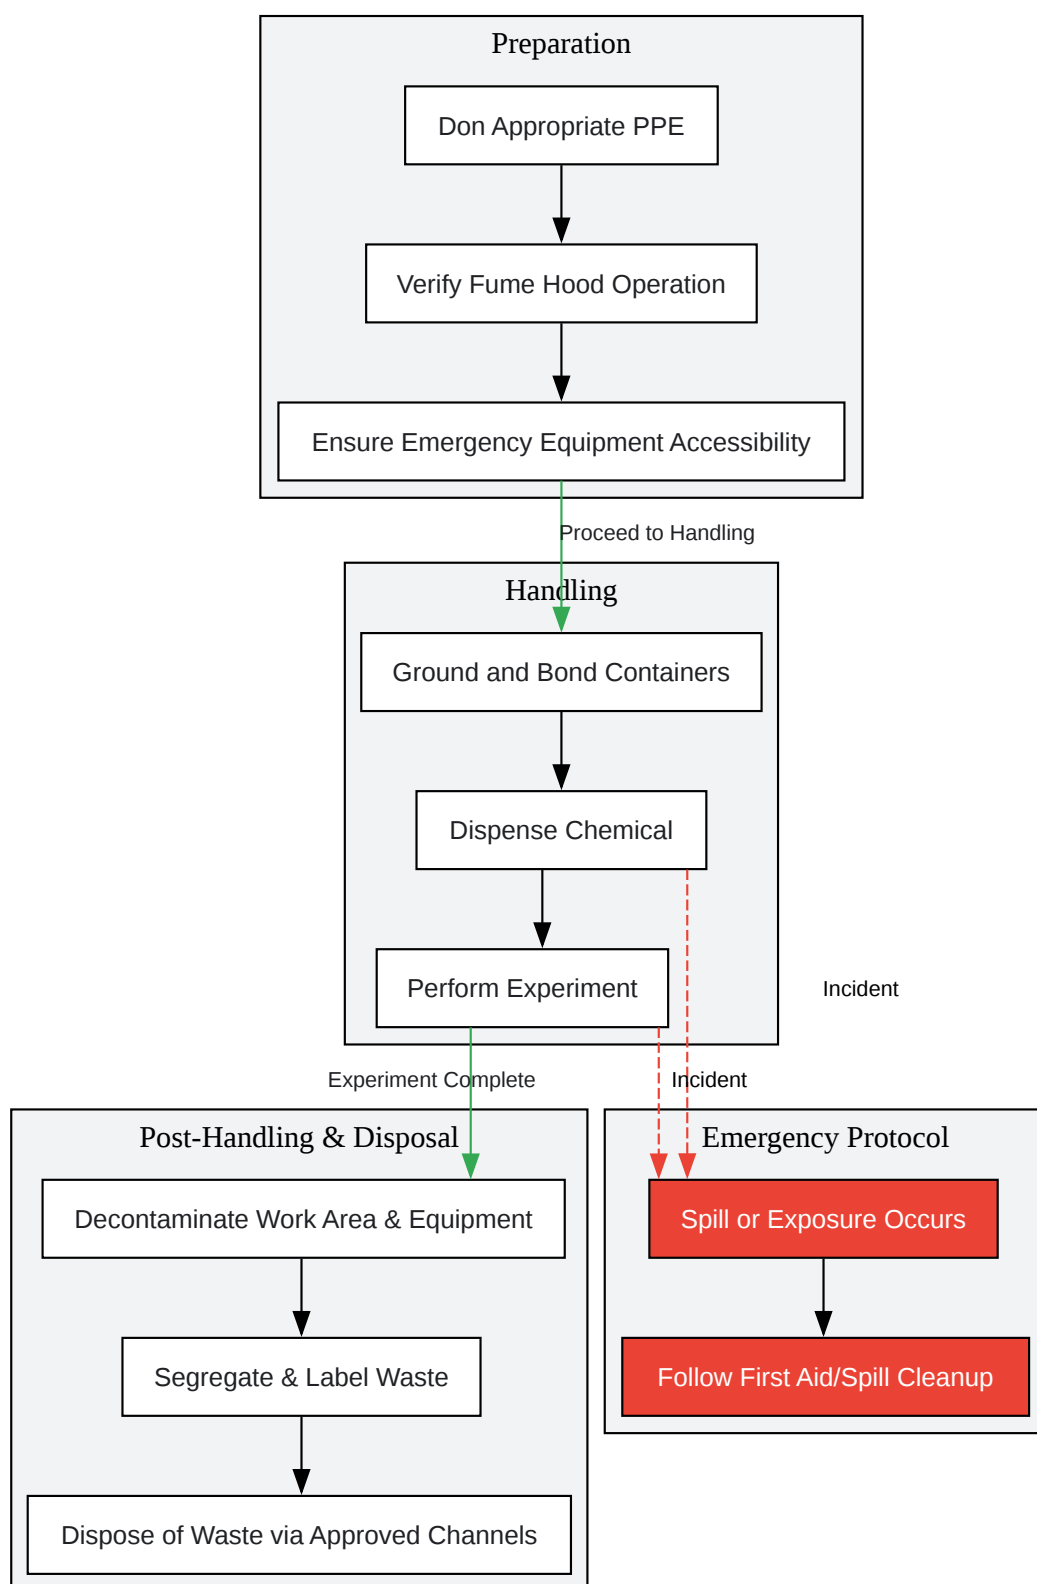 Preparation
Don Appropriate PPE
Verify Fume Hood Operation
Ensure Emergency Equipment Accessibility
Proceed to Handling
Handling
Ground and Bond Containers
Dispense Chemical
Perform Experiment
Incident
Experiment Complete
Incident
Post-Handling & Disposal
Decontaminate Work Area & Equipment
Segregate & Label Waste
Dispose of Waste via Approved Channels
Emergency Protocol
Spill or Exposure Occurs
Follow First Aid/Spill Cleanup